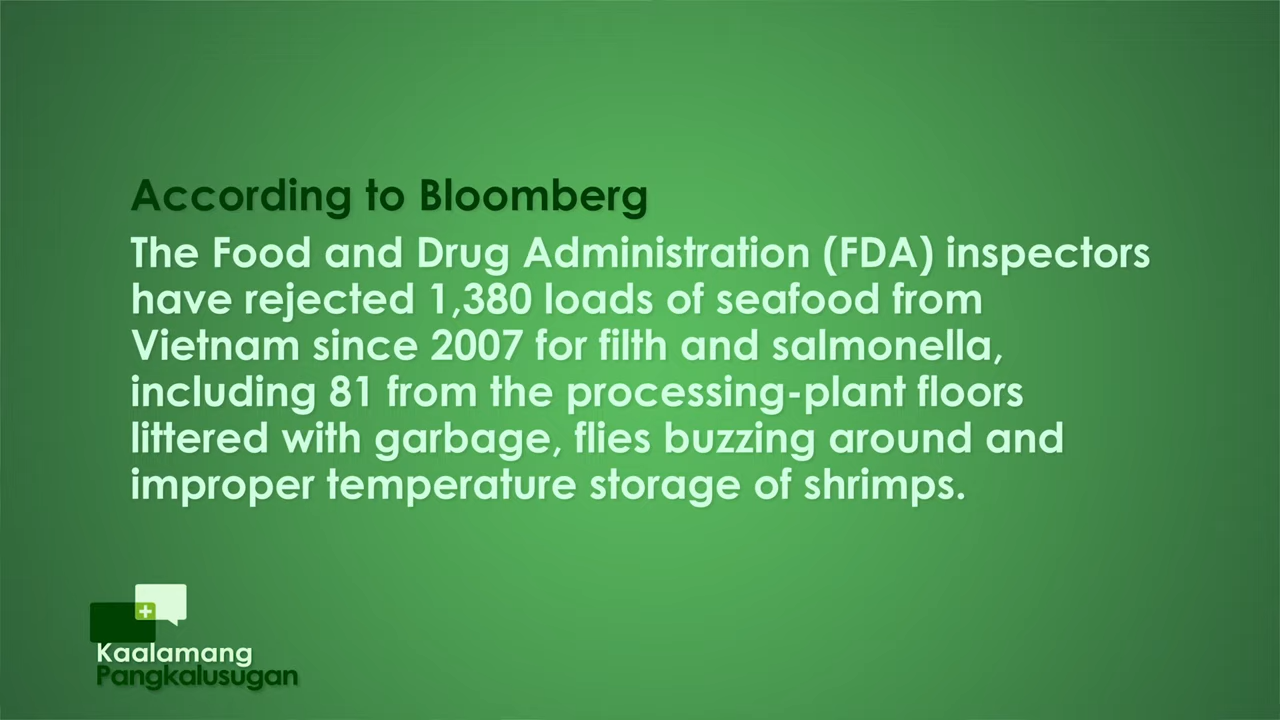 According to Bloomberg
The Food and Drug Administration (FDA) inspectors
have rejected 1,380 loads of seafood from
Vietnam since 2007 for filth and salmonella,
including 81 from the processing-plant floors
littered with garbage, flies buzzing around and
improper temperature storage of shrimps.
Kaalamang
Pangkalusugan